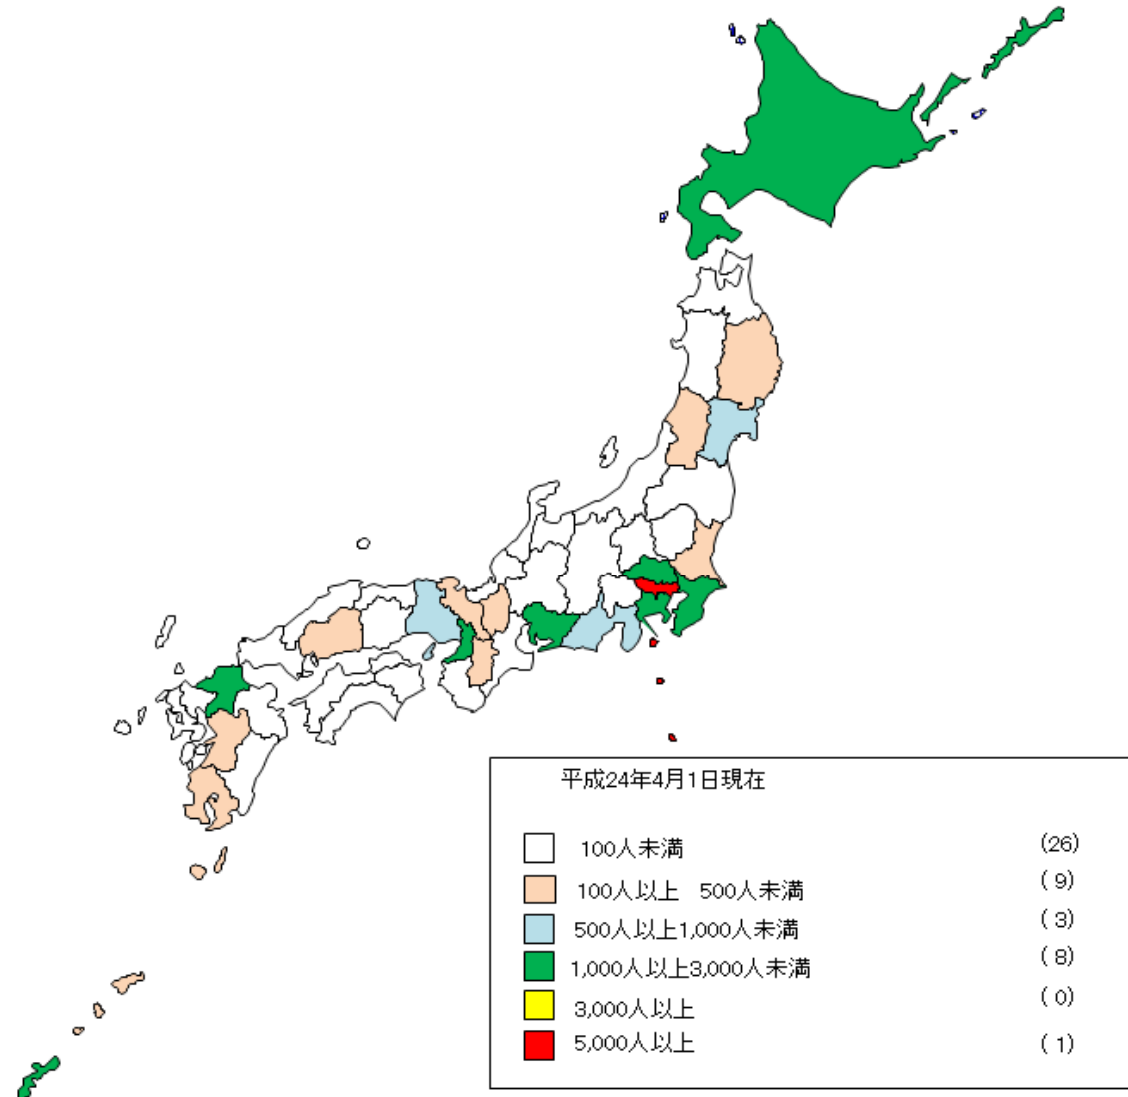 平成24年4月1日現在
100人未満 (26)
100人以上 500人未満 ( 9)
500人以上1,000人未満 ( 3)
1,000人以上3,000人未満 ( 8)
3,000人以上 ( 0)
5,000人以上 ( 1)